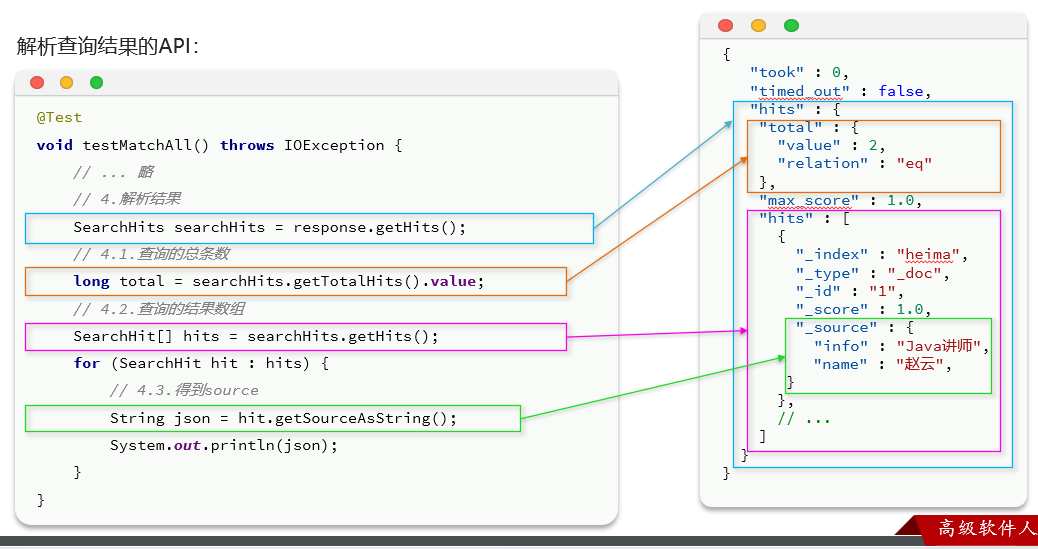 解析查询结果的API：
@Test
void testMatchAll() throws IOException {
// ... 略
// 4.解析结果
SearchHits searchHits = response.getHits();
// 4.1.查询的总条数
long total = searchHits.getTotalHits().value;
// 4.2.查询的结果数组
SearchHit[] hits = searchHits.getHits();
for (SearchHit hit : hits) {
// 4.3.得到source
String json = hit.getSourceAsString();
System.out.println(json);
}
}
{
"took" : 0,
"timed_out" : false,
"hits" : {
"total" : {
"value" : 2,
"relation" : "eq"
},
"max_score" : 1.0,
"hits" : [
{
"_index" : "heima",
"_type" : "_doc",
"_id" : "1",
"_score" : 1.0,
"_source" : {
"info" : "Java讲师",
"name" : "赵云",
}
},
// ...
]
}
}
高级软件人